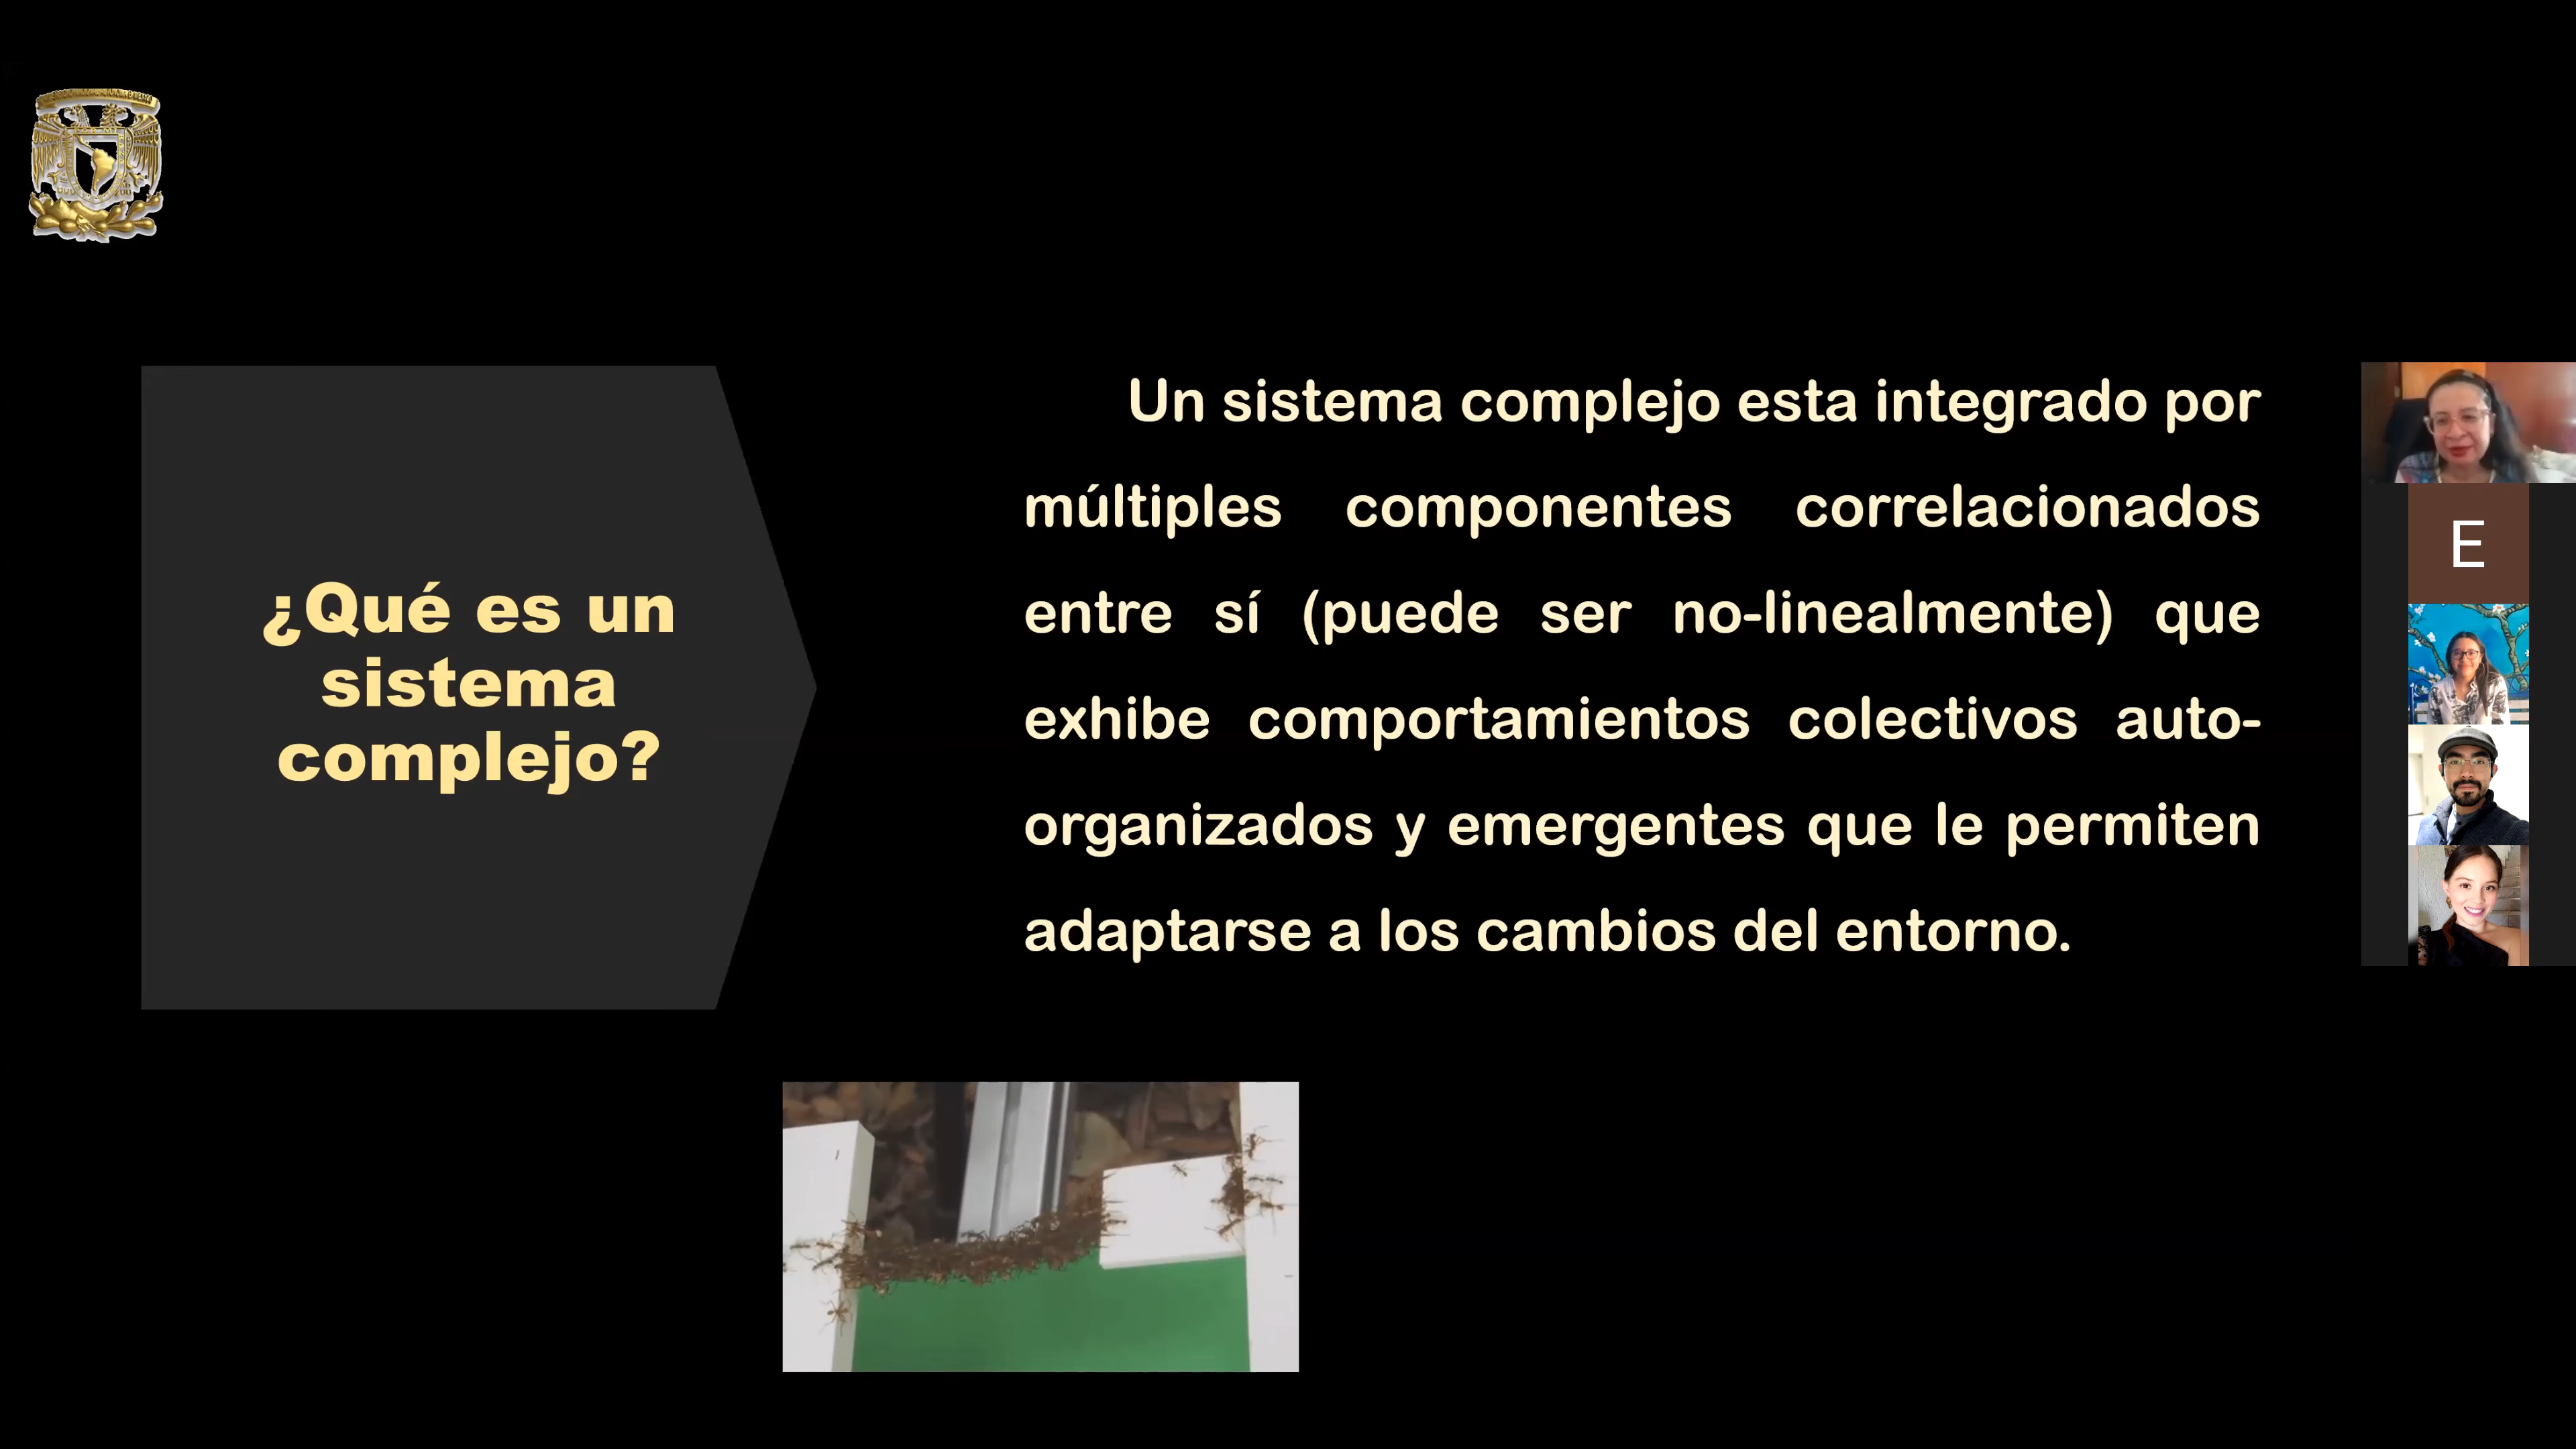 ¿Qué es un
sistema
complejo?
Un sistema complejo esta integrado por
múltiples componentes correlacionados
entre sí (puede ser no-linealmente) que
exhibe comportamientos colectivos auto-
organizados y emergentes que le permiten
adaptarse a los cambios del entorno.
E